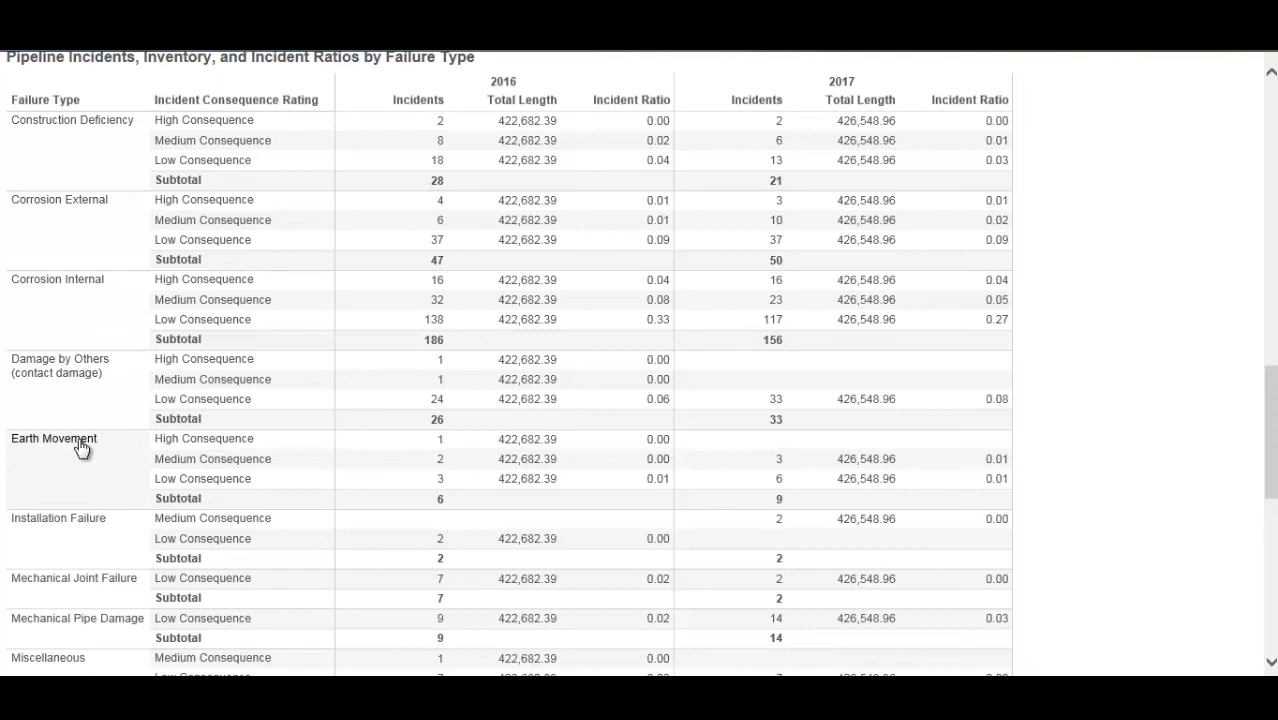 Pipeline Incidents, Inventory, and Incident Ratios by Failure Type
2016 2017
Failure Type Incident Consequence Rating Incidents Total Length Incident Ratio Incidents Total Length Incident Ratio
Construction Deficiency High Consequence 2 422,682.39 0.00 2 426,548.96 0.00
Medium Consequence 8 422,682.39 0.02 6 426,548.96 0.01
Low Consequence 18 422,682.39 0.04 13 426,548.96 0.03
Subtotal 28 21
Corrosion External High Consequence 4 422,682.39 0.01 3 426,548.96 0.01
Medium Consequence 6 422,682.39 0.01 10 426,548.96 0.02
Low Consequence 37 422,682.39 0.09 37 426,548.96 0.09
Subtotal 47 50
Corrosion Internal High Consequence 16 422,682.39 0.04 16 426,548.96 0.04
Medium Consequence 32 422,682.39 0.08 23 426,548.96 0.05
Low Consequence 138 422,682.39 0.33 117 426,548.96 0.27
Subtotal 186 156
Damage by Others High Consequence 1 422,682.39 0.00
(contact damage) Medium Consequence 1 422,682.39 0.00
Low Consequence 24 422,682.39 0.06 33 426,548.96 0.08
Subtotal 26 33
Earth Movement High Consequence 1 422,682.39 0.00
Medium Consequence 2 422,682.39 0.00 3 426,548.96 0.01
Low Consequence 3 422,682.39 0.01 6 426,548.96 0.01
Subtotal 6 9
Installation Failure Medium Consequence 2 426,548.96 0.00
Low Consequence 2 422,682.39 0.00
Subtotal 2 2
Mechanical Joint Failure Low Consequence 7 422,682.39 0.02 2 426,548.96 0.00
Subtotal 7 2
Mechanical Pipe Damage Low Consequence 9 422,682.39 0.02 14 426,548.96 0.03
Subtotal 9 14
Miscellaneous Medium Consequence 1 422,682.39 0.00